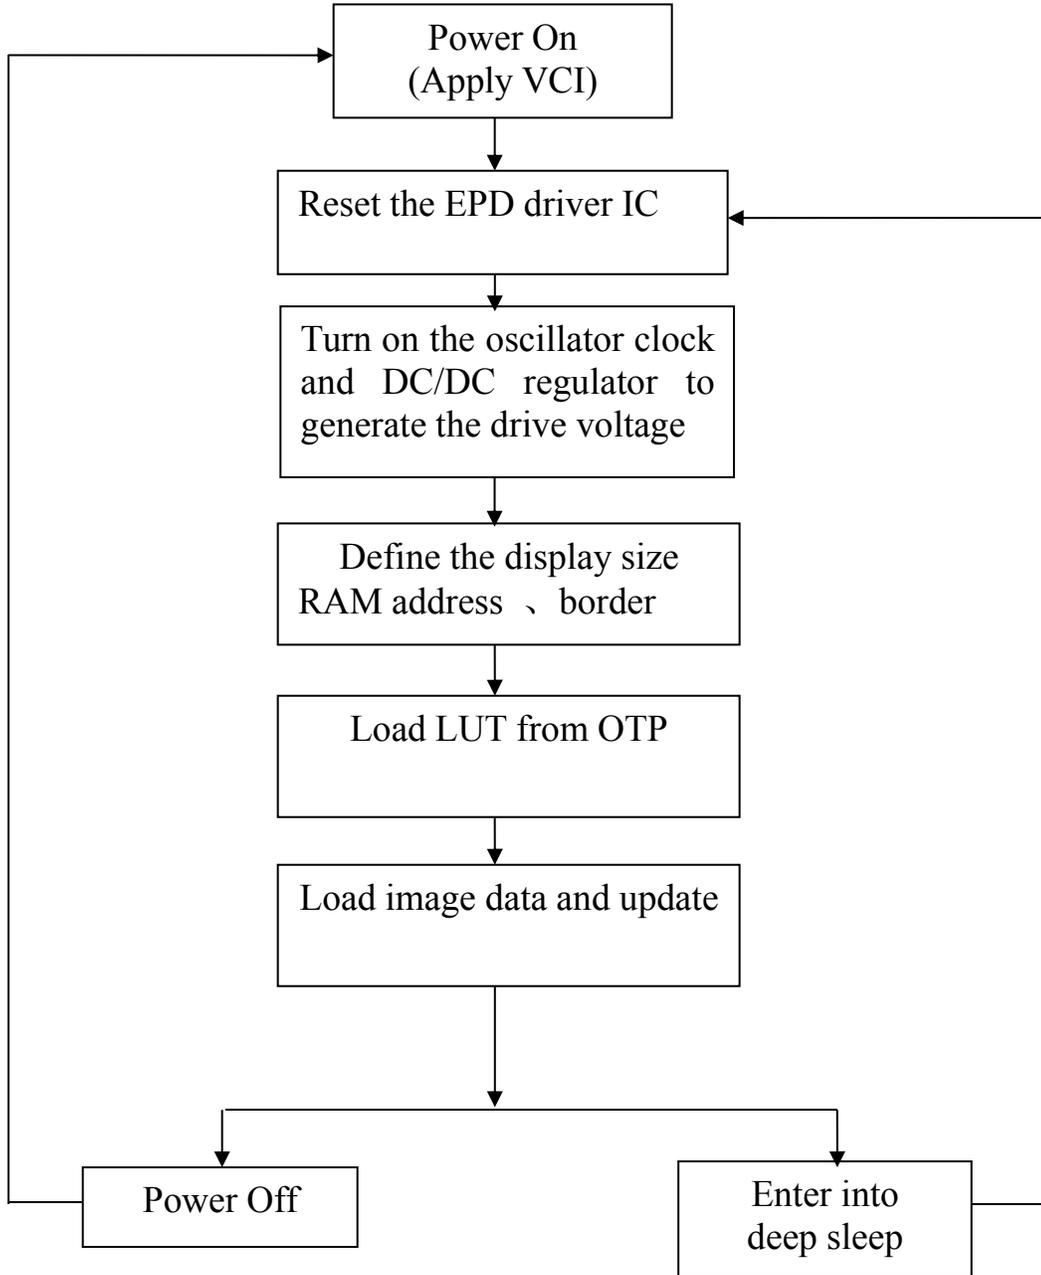 Power On
(Apply VCI)
Reset the EPD driver IC
Turn on the oscillator clock
and DC/DC regulator to
generate the drive voltage
Define the display size
RAM address 、border
Load LUT from OTP
Load image data and update
Power Off
Enter into
deep sleep